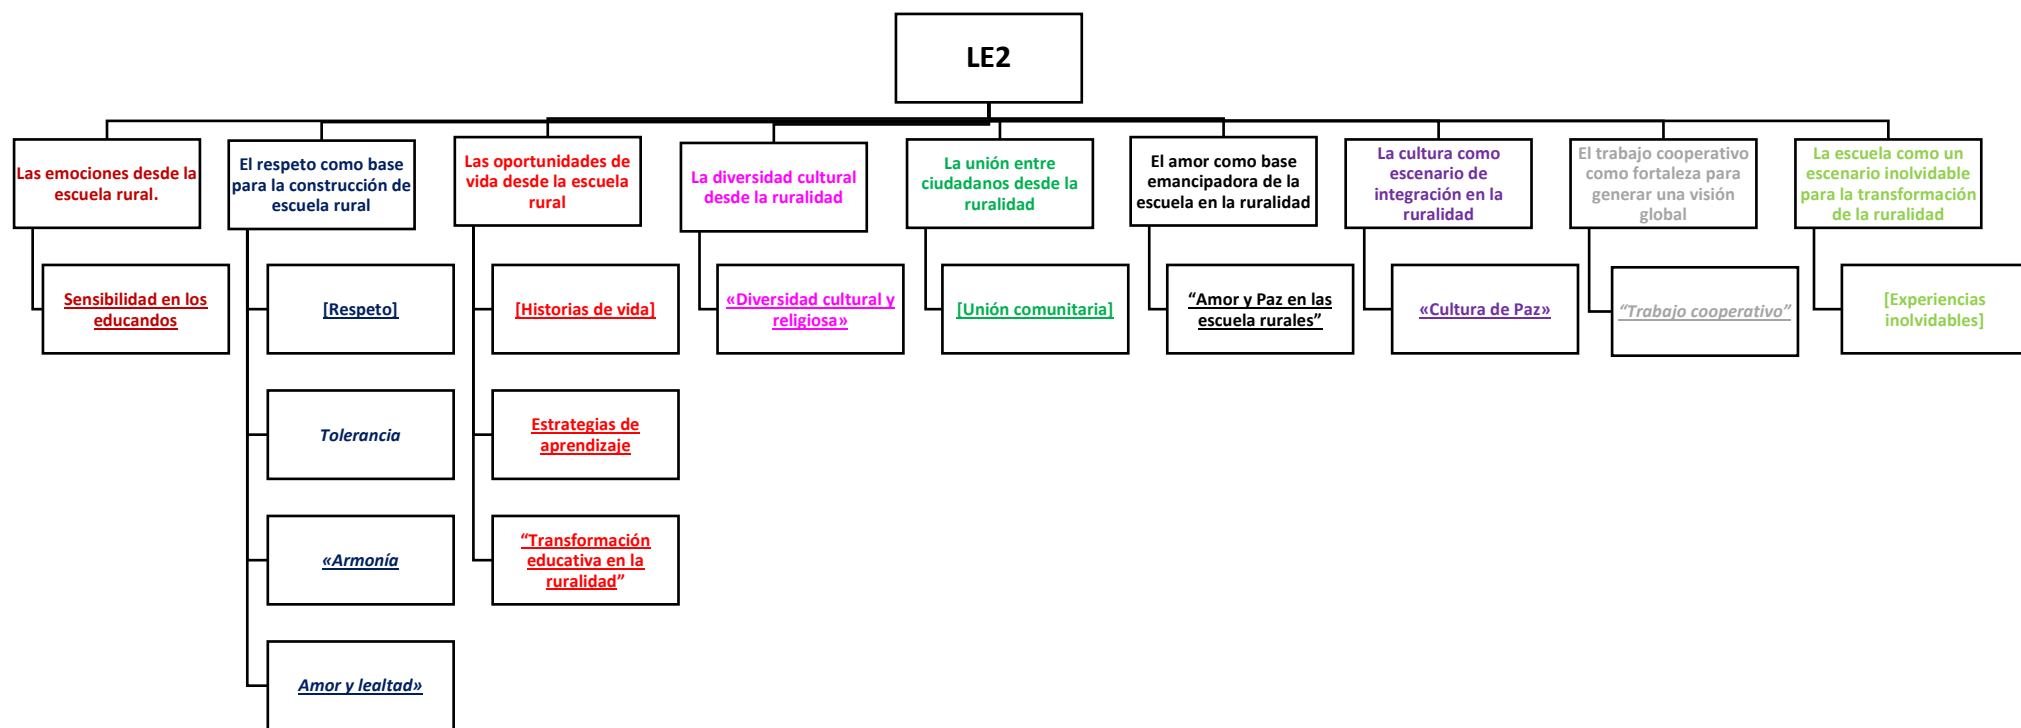 LE2
Las emociones desde la
escuela rural.
El respeto como base
para la construcción de
escuela rural
Las oportunidades de
vida desde la escuela
rural
La diversidad cultural
desde la ruralidad
La unión entre
ciudadanos desde la
ruralidad
El amor como base
emancipadora de la
escuela en la ruralidad
La cultura como
escenario de
integración en la
ruralidad
El trabajo cooperativo
como fortaleza para
generar una visión
global
La escuela como un
escenario inolvidable
para la transformación
de la ruralidad
Sensibilidad en los
educandos
[Respeto]
[Historias de vida]
«Diversidad cultural y
religiosa»
[Unión comunitaria]
“Amor y Paz en las
escuela rurales”
«Cultura de Paz»
“Trabajo cooperativo”
[Experiencias
inolvidables]
Tolerancia
Estrategias de
aprendizaje
«Armonía
“Transformación
educativa en la
ruralidad”
Amor y lealtad»